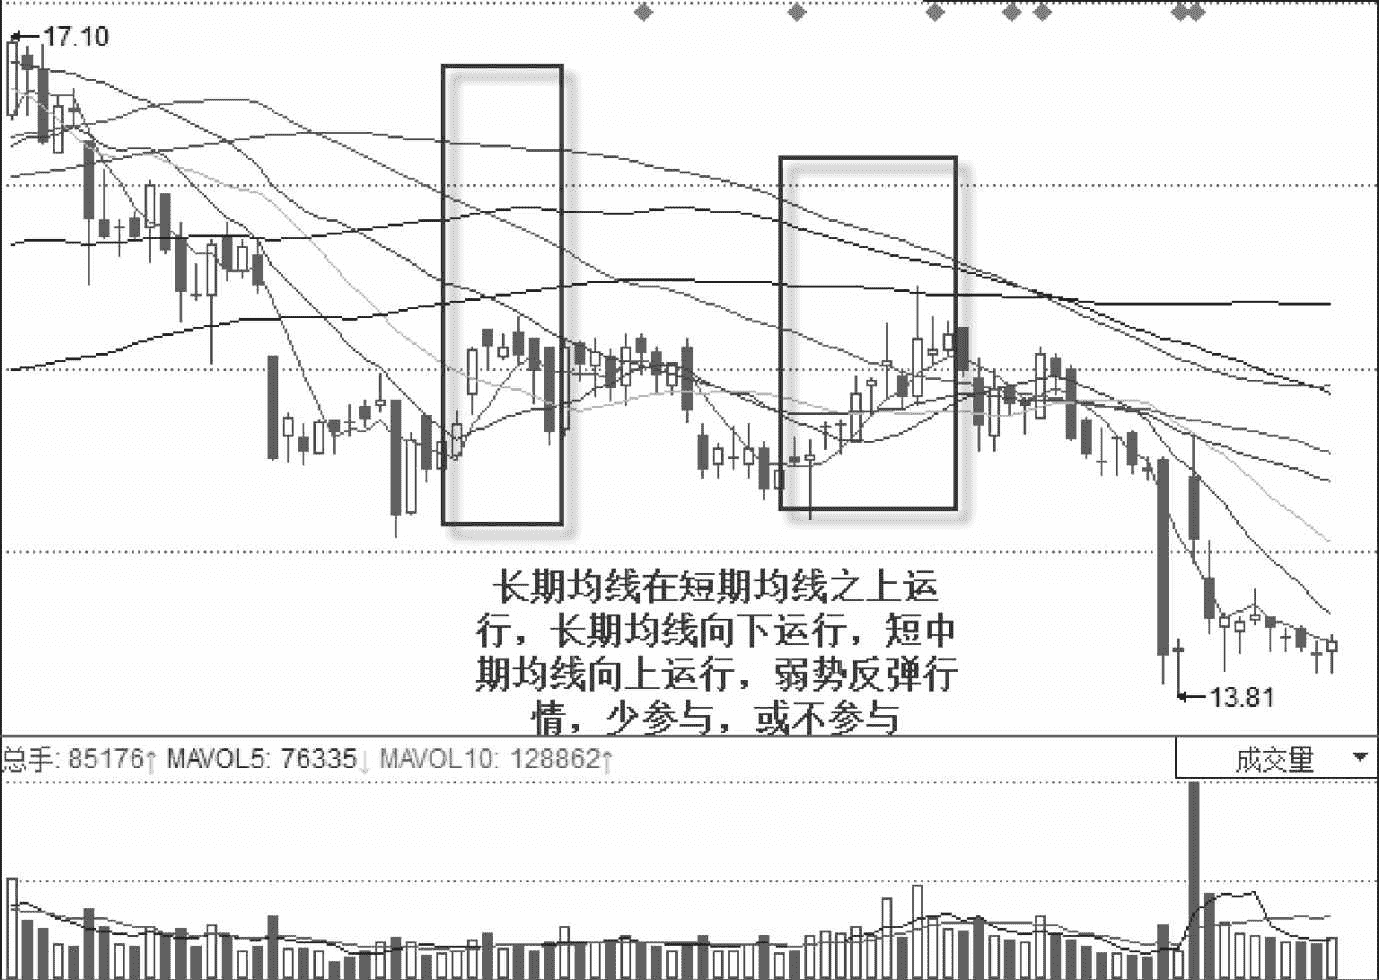 17.10
长期均线在短期均线之上运
行，长期均线向下运行，短中
期均线向上运行，弱势反弹行
情，少参与，或不参与
13.81
总手: 85176↑ MAVOL5: 76335↓ MAVOL10: 128862↑
成交量